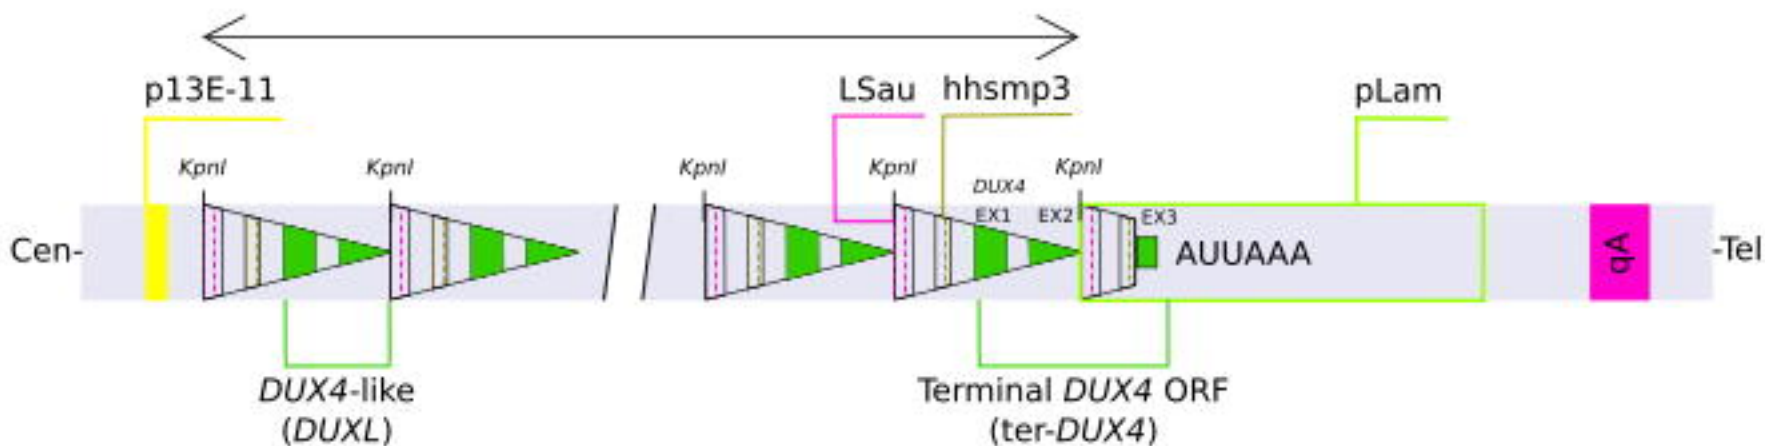 p13E-11
LSau
hhsmp3
pLam
KpnI
KpnI
KpnI
KpnI
KpnI
DUX4
EX1
EX2
EX3
Cen-
AUUAAA
qA
-Tel
DUX4-like
(DUXL)
Terminal DUX4 ORF
(ter-DUX4)